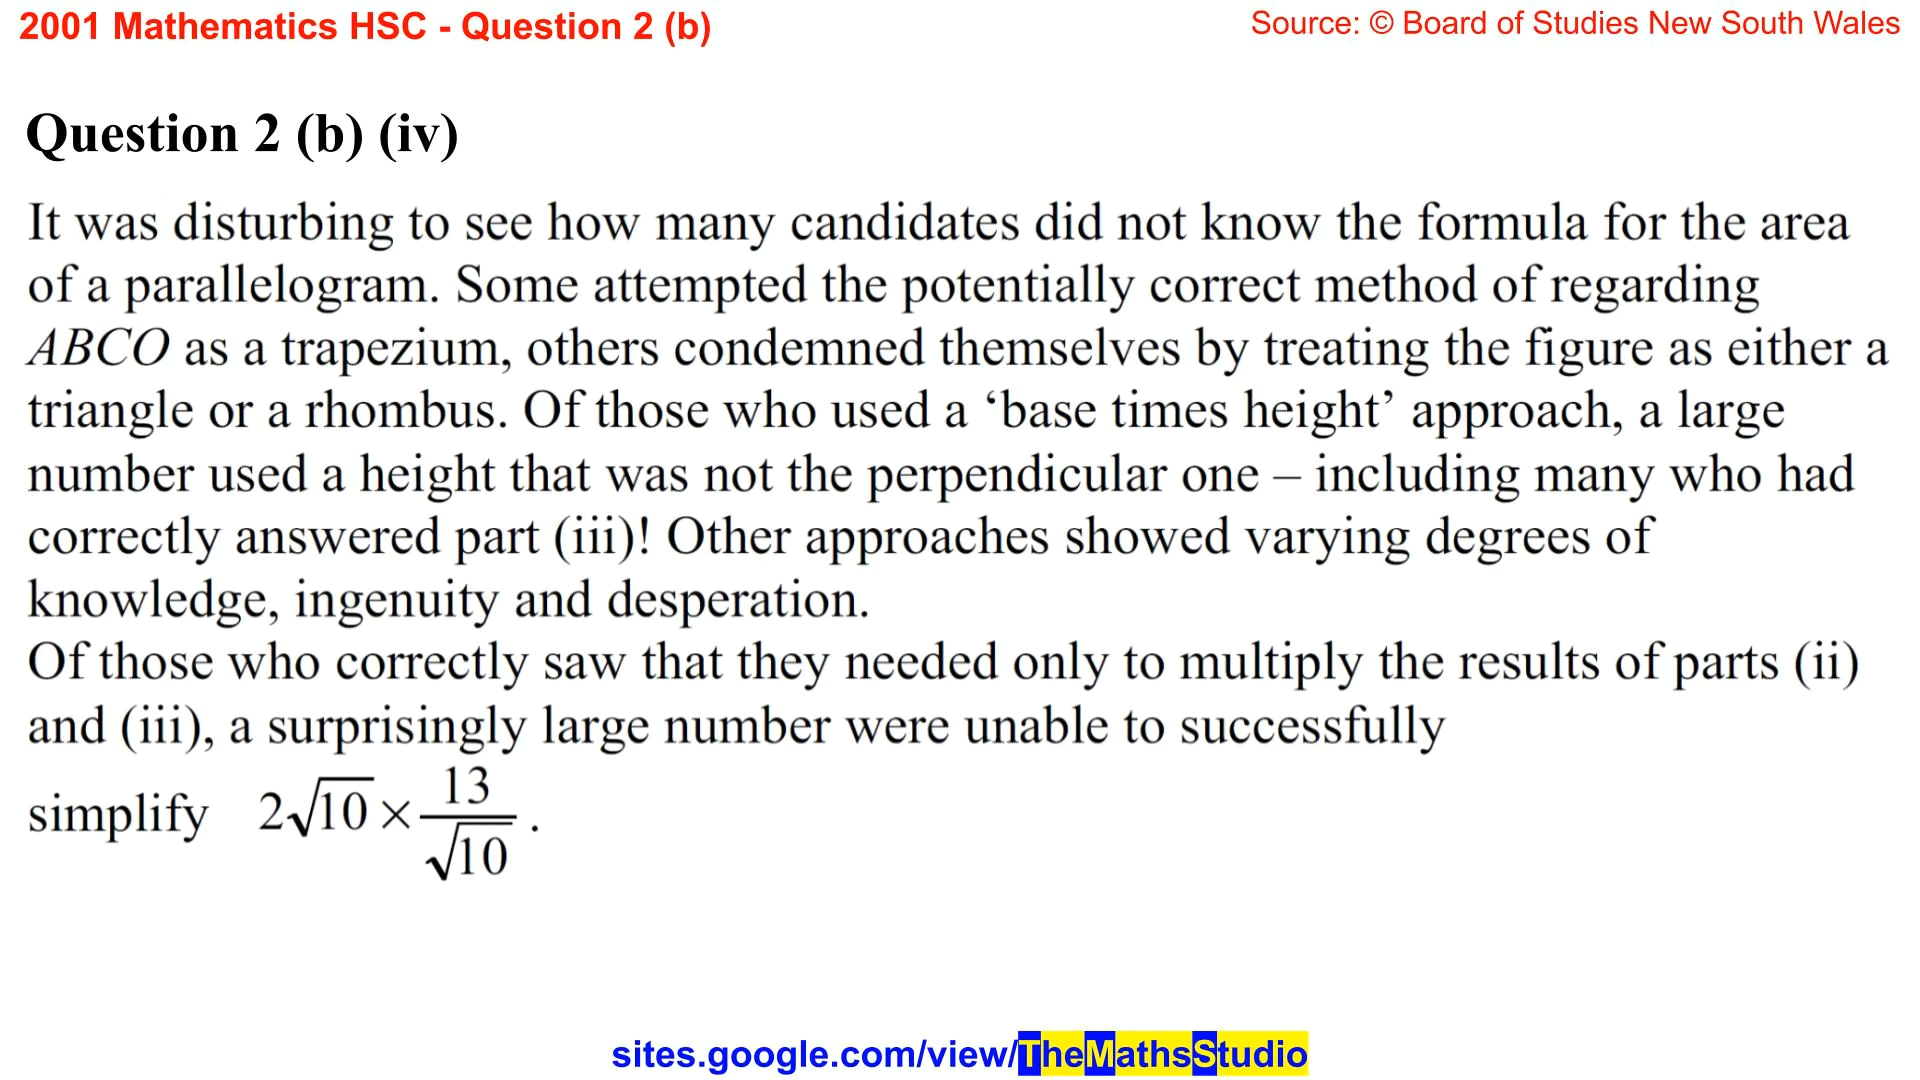 2001 Mathematics HSC - Question 2 (b)
Source: © Board of Studies New South Wales
Question 2 (b) (iv)
It was disturbing to see how many candidates did not know the formula for the area
of a parallelogram. Some attempted the potentially correct method of regarding
ABCO as a trapezium, others condemned themselves by treating the figure as either a
triangle or a rhombus. Of those who used a ‘base times height’ approach, a large
number used a height that was not the perpendicular one – including many who had
correctly answered part (iii)! Other approaches showed varying degrees of
knowledge, ingenuity and desperation.
Of those who correctly saw that they needed only to multiply the results of parts (ii)
and (iii), a surprisingly large number were unable to successfully
simplify 2√10 × 13/√10 .
sites.google.com/view/TheMathsStudio